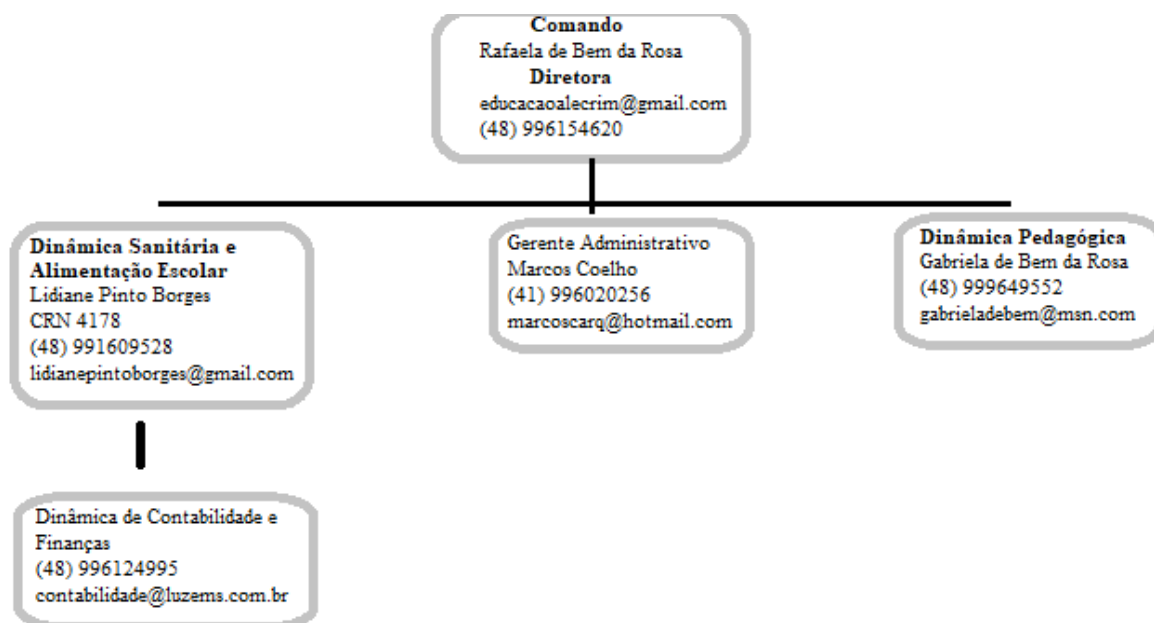 Comando
Rafaela de Bem da Rosa
Diretora
educacaoalecrim@gmail.com
(48) 996154620
Dinâmica Sanitária e
Alimentação Escolar
Lidiane Pinto Borges
CRN 4178
(48) 991609528
lidianepintoborges@gmail.com
Gerente Administrativo
Marcos Coelho
(41) 996020256
marcoscarq@hotmail.com
Dinâmica Pedagógica
Gabriela de Bem da Rosa
(48) 999649552
gabrieladebem@msn.com
Dinâmica de Contabilidade e
Finanças
(48) 996124995
contabilidade@luzems.com.br